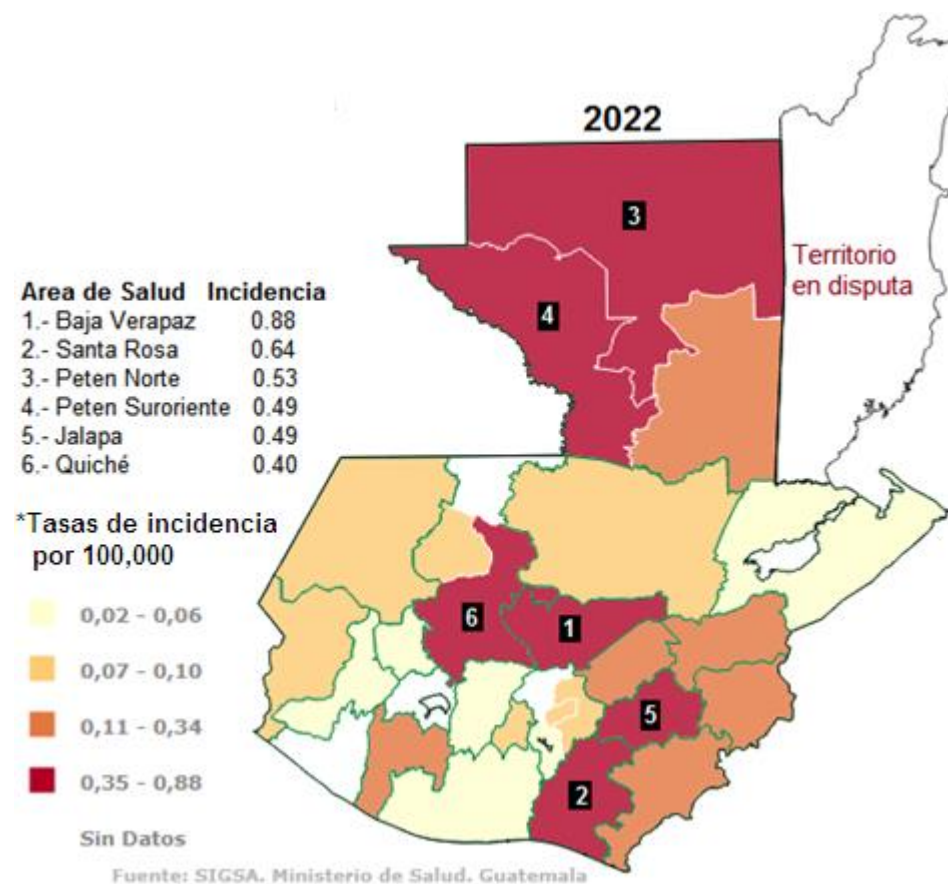 2022
3
Territorio
en disputa
4
Area de Salud Incidencia
1.- Baja Verapaz 0.88
2.- Santa Rosa 0.64
3.- Peten Norte 0.53
4.- Peten Suroriente 0.49
5.- Jalapa 0.49
6.- Quiché 0.40
*Tasas de incidencia
por 100,000
0,02 - 0,06
0,07 - 0,10
0,11 - 0,34
0,35 - 0,88
Sin Datos
6
1
5
2
Fuente: SIGSA. Ministerio de Salud. Guatemala